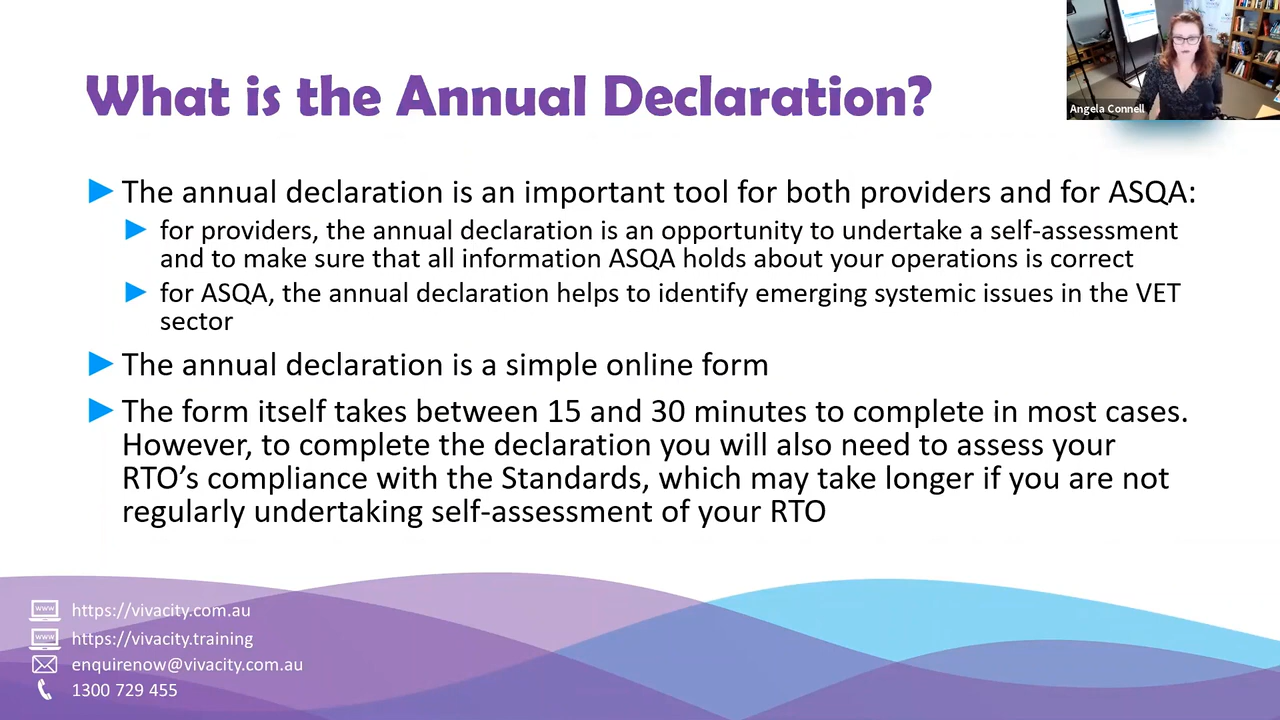 What is the Annual Declaration?
Angela Connell
The annual declaration is an important tool for both providers and for ASQA:
for providers, the annual declaration is an opportunity to undertake a self-assessment
and to make sure that all information ASQA holds about your operations is correct
for ASQA, the annual declaration helps to identify emerging systemic issues in the VET
sector
The annual declaration is a simple online form
The form itself takes between 15 and 30 minutes to complete in most cases.
However, to complete the declaration you will also need to assess your
RTO’s compliance with the Standards, which may take longer if you are not
regularly undertaking self-assessment of your RTO
www https://vivacity.com.au
www https://vivacity.training
enquirenow@vivacity.com.au
1300 729 455